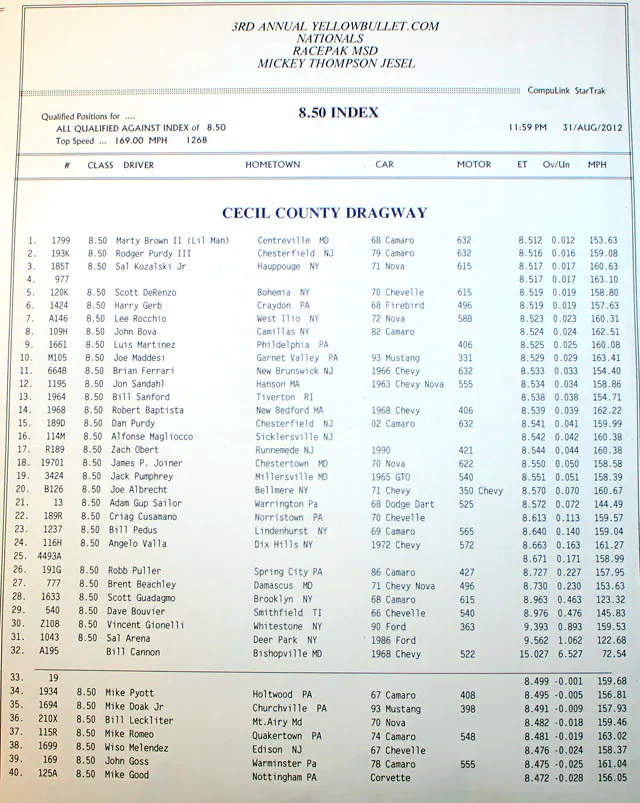 3RD ANNUAL YELLOWBULLET.COM
NATIONALS
RACEPAK MSD
MICKEY THOMPSON JESEL
CompuLink StarTrak
Qualified Positions for ....
8.50 INDEX
ALL QUALIFIED AGAINST INDEX of 8.50
11:59 PM 31/AUG/2012
Top Speed ... 169.00 MPH 1268
# CLASS DRIVER HOMETOWN CAR MOTOR ET Ov/Un MPH
CECIL COUNTY DRAGWAY
1. 1799 8.50 Marty Brown II (Lil Man) Centreville MD 68 Camaro 632 8.512 0.012 153.63
2. 193K 8.50 Rodger Purdy III Chesterfield NJ 79 Camaro 632 8.516 0.016 159.08
3. 185T 8.50 Sal Kozalski Jr Hauppouge NY 71 Nova 615 8.517 0.017 160.63
4. 977 8.517 0.017 163.10
5. 120K 8.50 Scott DeRenzo Bohemia NY 70 Chevelle 615 8.519 0.019 158.80
6. 1424 8.50 Harry Gerb Craydon PA 68 Firebird 496 8.519 0.019 157.63
7. A146 8.50 Lee Rocchio West Ilio NY 72 Nova 588 8.523 0.023 160.31
8. 109H 8.50 John Bova Camillas NY 82 Camaro 8.524 0.024 162.51
9. 1661 8.50 Luis Martinez Philadelphia PA 406 8.525 0.025 160.08
10. M105 8.50 Joe Maddesi Garnet Valley PA 93 Mustang 331 8.529 0.029 163.41
11. 6648 8.50 Brian Ferrari New Brunswick NJ 1966 Chevy 632 8.533 0.033 154.40
12. 1195 8.50 Jon Sandahl Hanson MA 1963 Chevy Nova 555 8.534 0.034 158.86
13. 1964 8.50 Bill Sanford Tiverton RI 8.538 0.038 154.71
14. 1968 8.50 Robert Baptista New Bedford MA 1968 Chevy 406 8.539 0.039 162.22
15. 189D 8.50 Dan Purdy Chesterfield NJ 02 Camaro 632 8.541 0.041 159.99
16. 114M 8.50 Alfonse Magliocco Sicklersville NJ 8.542 0.042 160.38
17. R189 8.50 Zach Obert Runnemede NJ 1990 421 8.544 0.044 160.38
18. 19701 8.50 James P. Joiner Chestertown MD 70 Nova 622 8.550 0.050 158.58
19. 3424 8.50 Jack Pumphrey Millersville MD 1965 GTO 540 8.551 0.051 158.39
20. B126 8.50 Joe Albrecht Bellmere NY 71 Chevy 350 Chevy 8.570 0.070 160.67
21. 13 8.50 Adam Gup Sailor Warrington Pa 68 Dodge Dart 525 8.572 0.072 144.49
22. 189R 8.50 Criag Cusamano Norristown PA 70 Chevelle 8.613 0.113 159.57
23. 1237 8.50 Bill Pedus Lindenhurst NY 69 Camaro 565 8.640 0.140 159.04
24. 116H 8.50 Angelo Valla Dix Hills NY 1972 Chevy 572 8.663 0.163 161.27
25. 4493A 8.671 0.171 158.99
26. 191G 8.50 Robb Puller Spring City PA 86 Camaro 427 8.727 0.227 157.95
27. 777 8.50 Brent Beachley Damascus MD 71 Chevy Nova 496 8.730 0.230 153.63
28. 1633 8.50 Scott Guadagmo Brooklyn NY 68 Camaro 615 8.963 0.463 123.32
29. 540 8.50 Dave Bouvier Smithfield TI 66 Chevelle 540 8.976 0.476 145.83
30. Z108 8.50 Vincent Gionelli Whitestone NY 90 Ford 363 9.393 0.893 159.53
31. 1043 8.50 Sal Arena Deer Park NY 1986 Ford 9.562 1.062 122.68
32. A195 Bill Cannon Bishopville MD 1968 Chevy 522 15.027 6.527 72.54
33. 19 8.499 -0.001 159.68
34. 1934 8.50 Mike Pyott Holtwood PA 67 Camaro 408 8.495 -0.005 156.81
35. 1694 8.50 Mike Doak Jr Churchville PA 93 Mustang 398 8.491 -0.009 157.93
36. 210X 8.50 Bill Leckliter Mt.Airy Md 70 Nova 8.482 -0.018 159.46
37. 115R 8.50 Mike Romeo Quakertown PA 74 Camaro 548 8.481 -0.019 163.02
38. 1699 8.50 Wiso Melendez Edison NJ 67 Chevelle 8.476 -0.024 158.37
39. 169 8.50 John Goss Warminster Pa 78 Camaro 555 8.475 -0.025 161.04
40. 125A 8.50 Mike Good Nottingham PA Corvette 8.472 -0.028 156.05